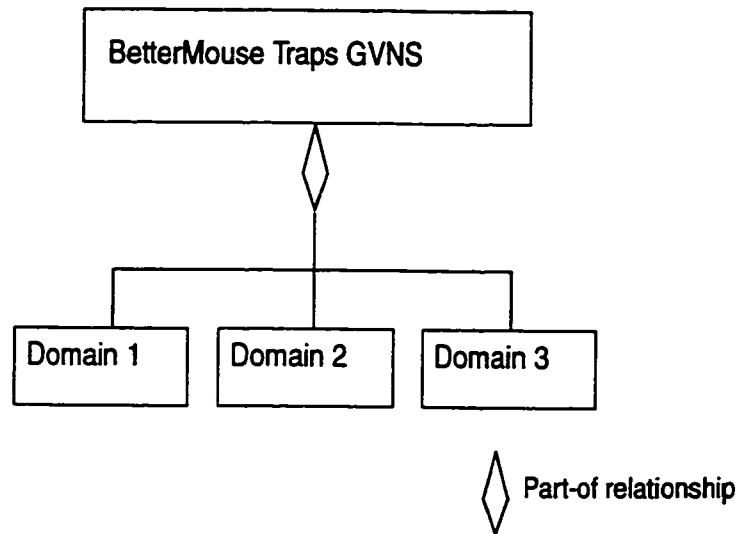 BetterMouse Traps GVNS
Domain 1
Domain 2
Domain 3
Part-of relationship